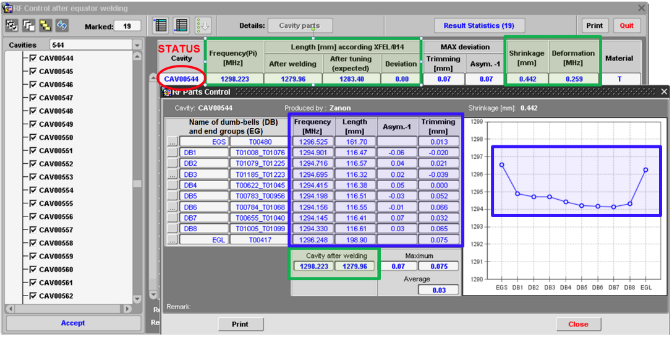 RF Control after equator welding
Marked: 19
Details:
Cavity parts
Result Statistics (19)
Print
Quit
Cavities 544
STATUS
Cavity
Frequency(Pi) [MHz]
Length [mm] according XFEL/014
After welding
After tuning (expected)
Deviation
MAX deviation
Trimming [mm]
Asym. -1
Shrinkage [mm]
Deformation [MHz]
Material
CAV00544 1298.223 1279.96 1283.40 0.00 0.07 0.07 0.442 0.259 T
CAV00544
CAV00545
CAV00546
CAV00547
CAV00548
CAV00549
CAV00550
CAV00551
CAV00552
CAV00553
CAV00554
CAV00555
CAV00556
CAV00557
CAV00558
CAV00559
CAV00560
CAV00561
CAV00562
Accept
RF Parts Control
Cavity: CAV00544
Produced by : Zanon
Shrinkage [mm]: 0.442
Name of dumb-bells (DB) and end groups (EG)
Frequency [MHz]
Length [mm]
Asym.-1
Trimming [mm]
... EGS T00480 1296.525 161.70 0.013
... DB1 T01008_T01076 1294.901 116.47 -0.06 -0.020
... DB2 T01079_T01225 1294.716 116.57 0.04 0.021
... DB3 T01185_T01223 1294.695 116.32 0.02 -0.039
... DB4 T00622_T01045 1294.415 116.38 0.05 0.000
... DB5 T00783_T00956 1294.198 116.51 -0.03 0.052
... DB6 T00784_T01068 1294.156 116.55 -0.01 0.066
... DB7 T00655_T01040 1294.145 116.41 0.07 0.032
... DB8 T01005_T01099 1294.330 116.61 0.03 0.065
... EGL T00417 1296.248 198.90 0.075
Cavity after welding
1298.223 1279.96
Maximum
0.07 0.075
Average
0.03
Remark:
Print
Close
1299
1298
1297
1296
1295
1294
1293
1292
1291
1290
EGS DB1 DB2 DB3 DB4 DB5 DB6 DB7 DB8 EGL